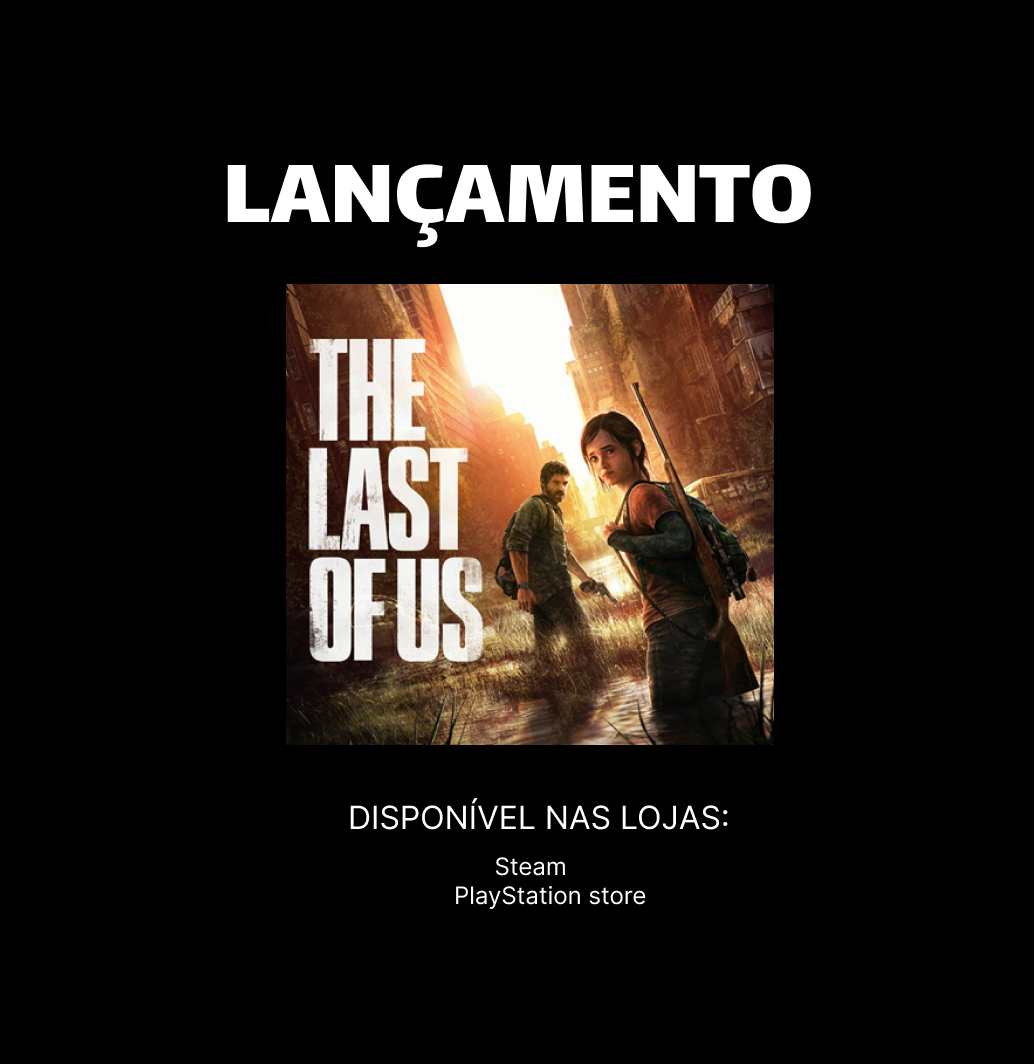 LANÇAMENTO
THE
LAST
OF US
DISPONÍVEL NAS LOJAS:
Steam
PlayStation store